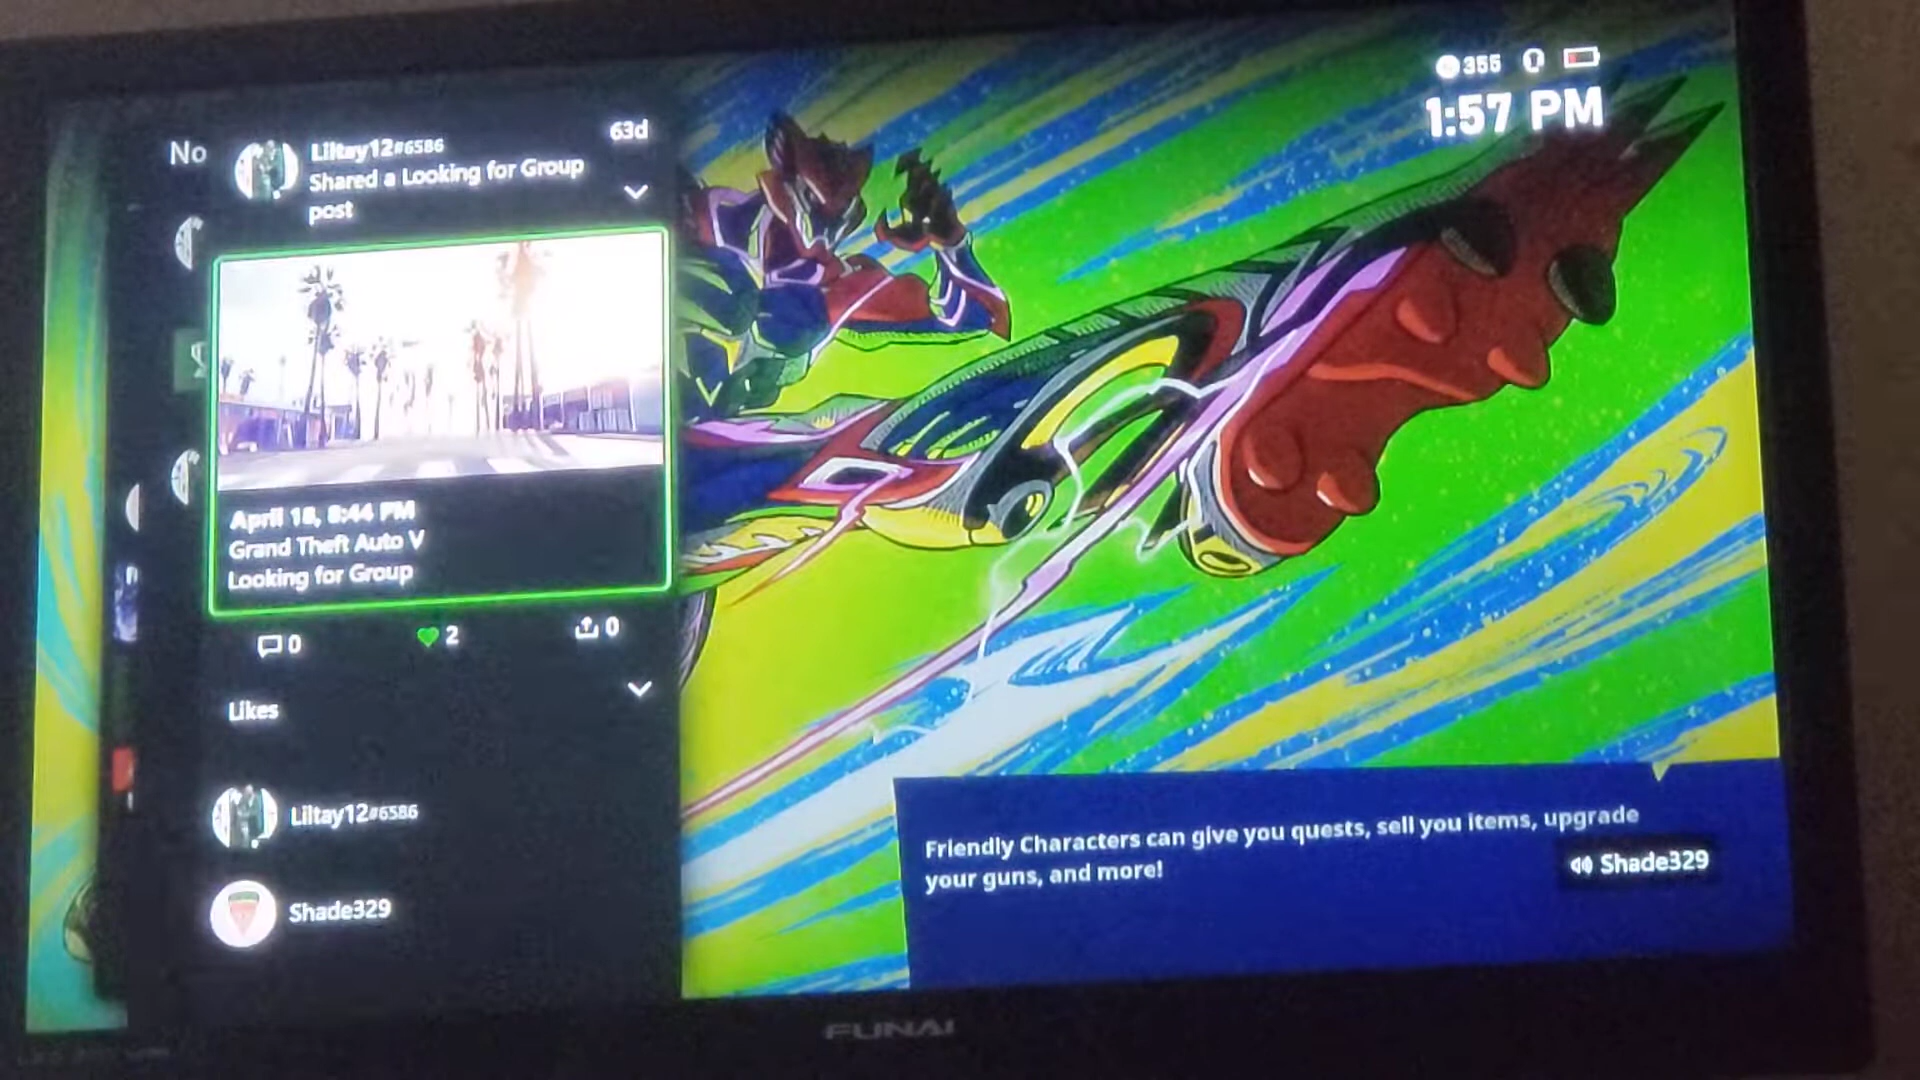 355
1:57 PM
No
Liltay12#6586
63d
Shared a Looking for Group
post
April 18, 8:44 PM
Grand Theft Auto V
Looking for Group
0
2
0
Likes
Liltay12#6586
Shade329
Friendly Characters can give you quests, sell you items, upgrade
your guns, and more!
Shade329
FUNAI